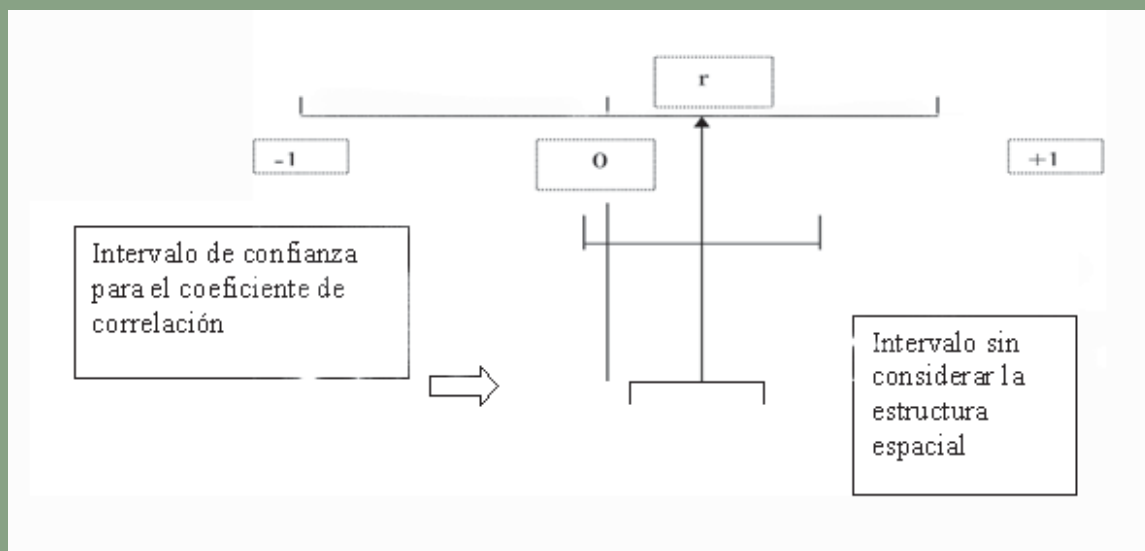 r
-1
0
+1
Intervalo de confianza
para el coeficiente de
correlación
Intervalo sin
considerar la
estructura
espacial